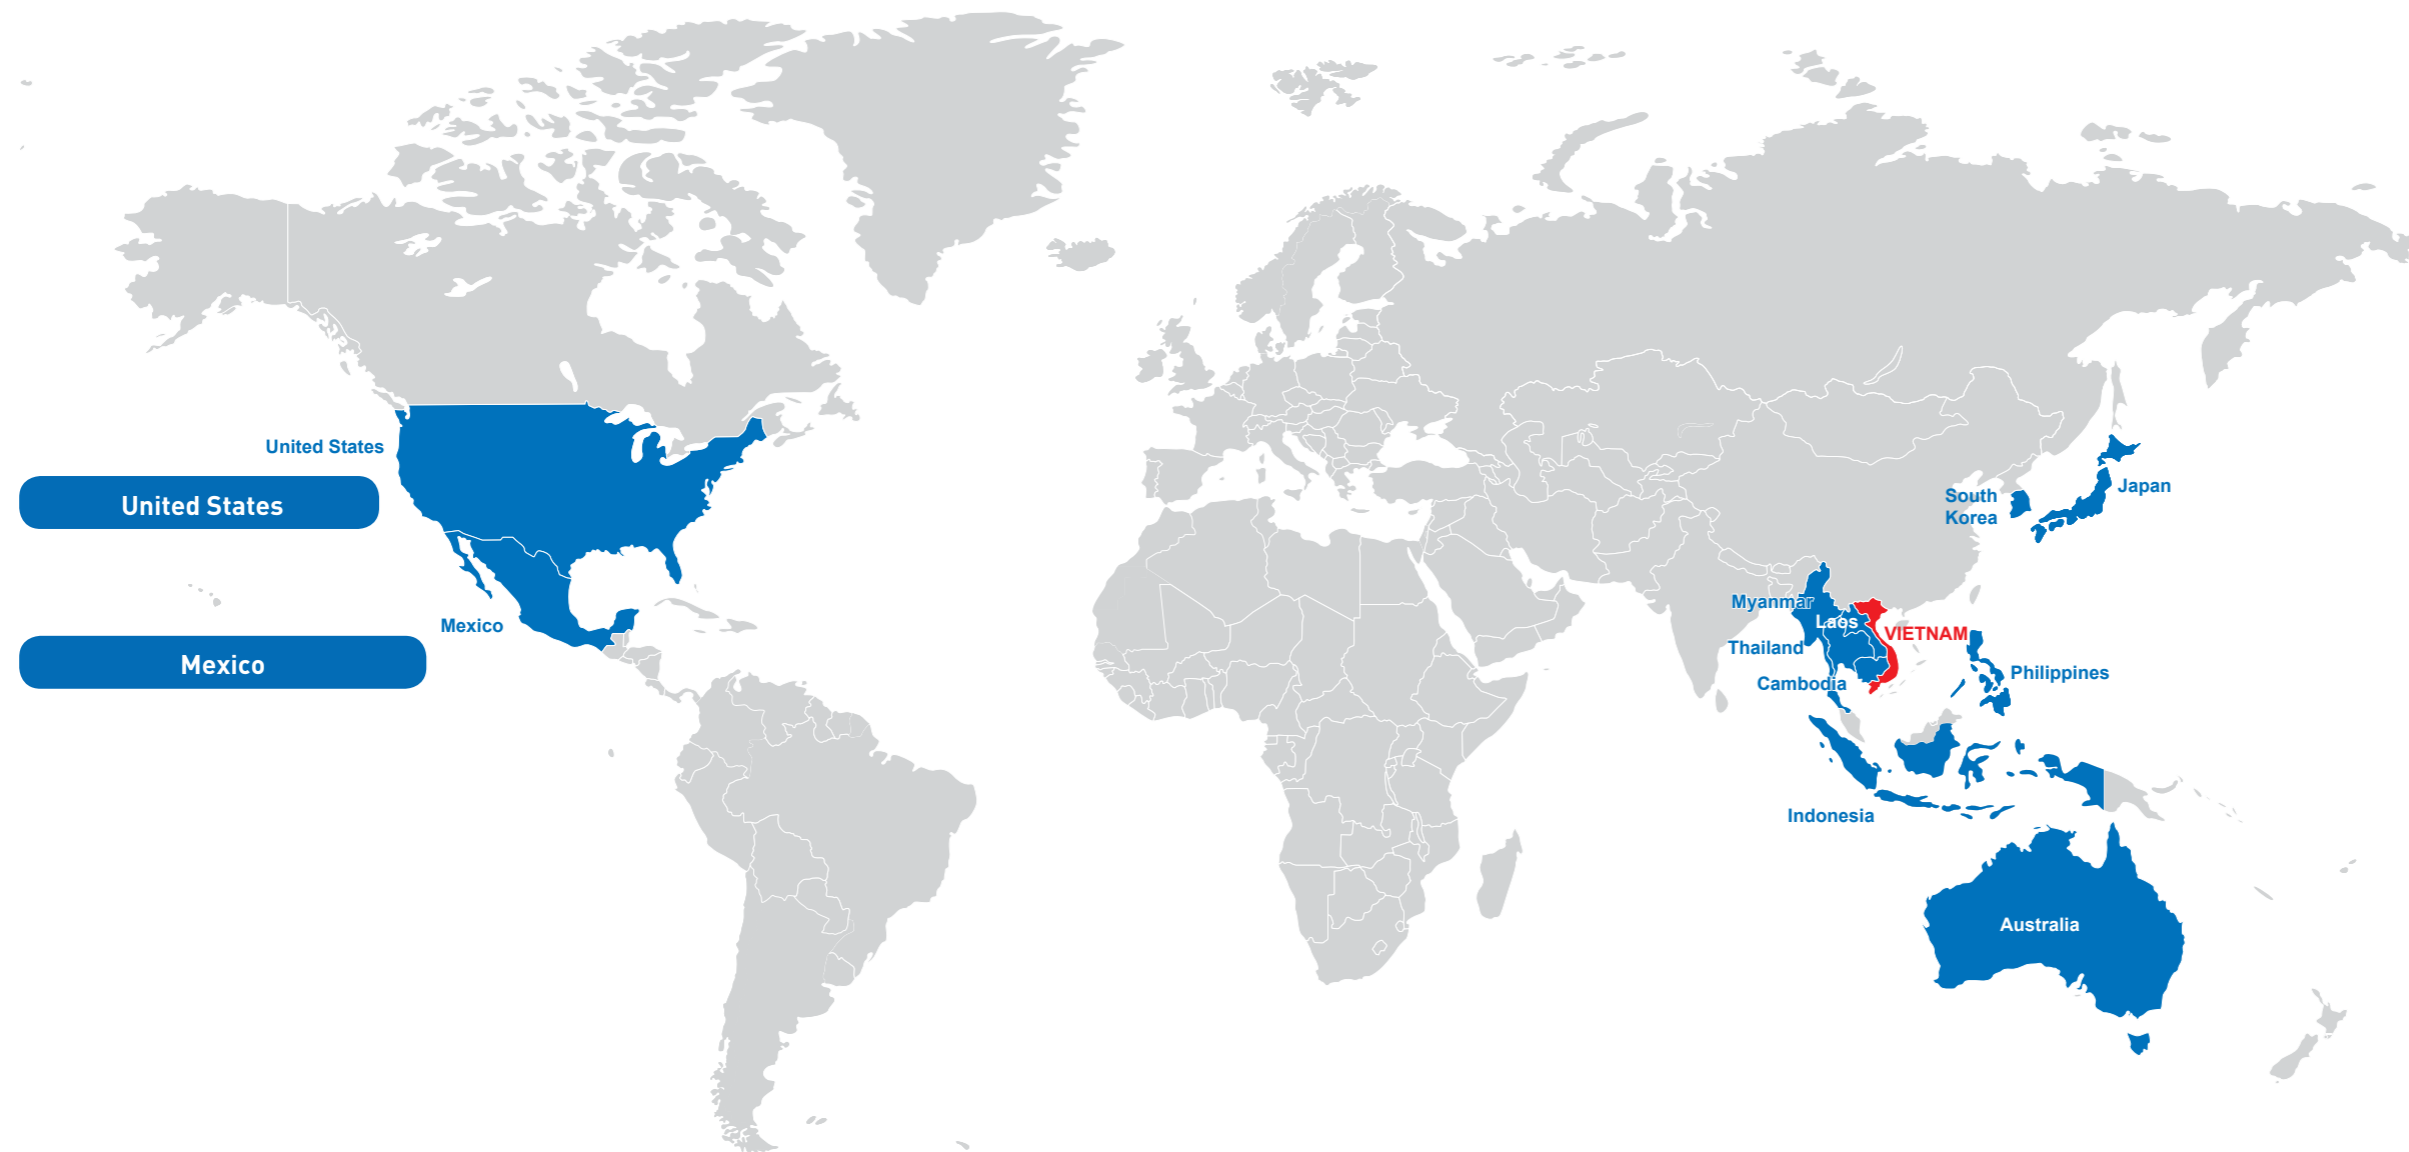 United States
United States
Mexico
Mexico
South
Korea
Japan
Myanmar
Laos
VIETNAM
Thailand
Philippines
Cambodia
Indonesia
Australia